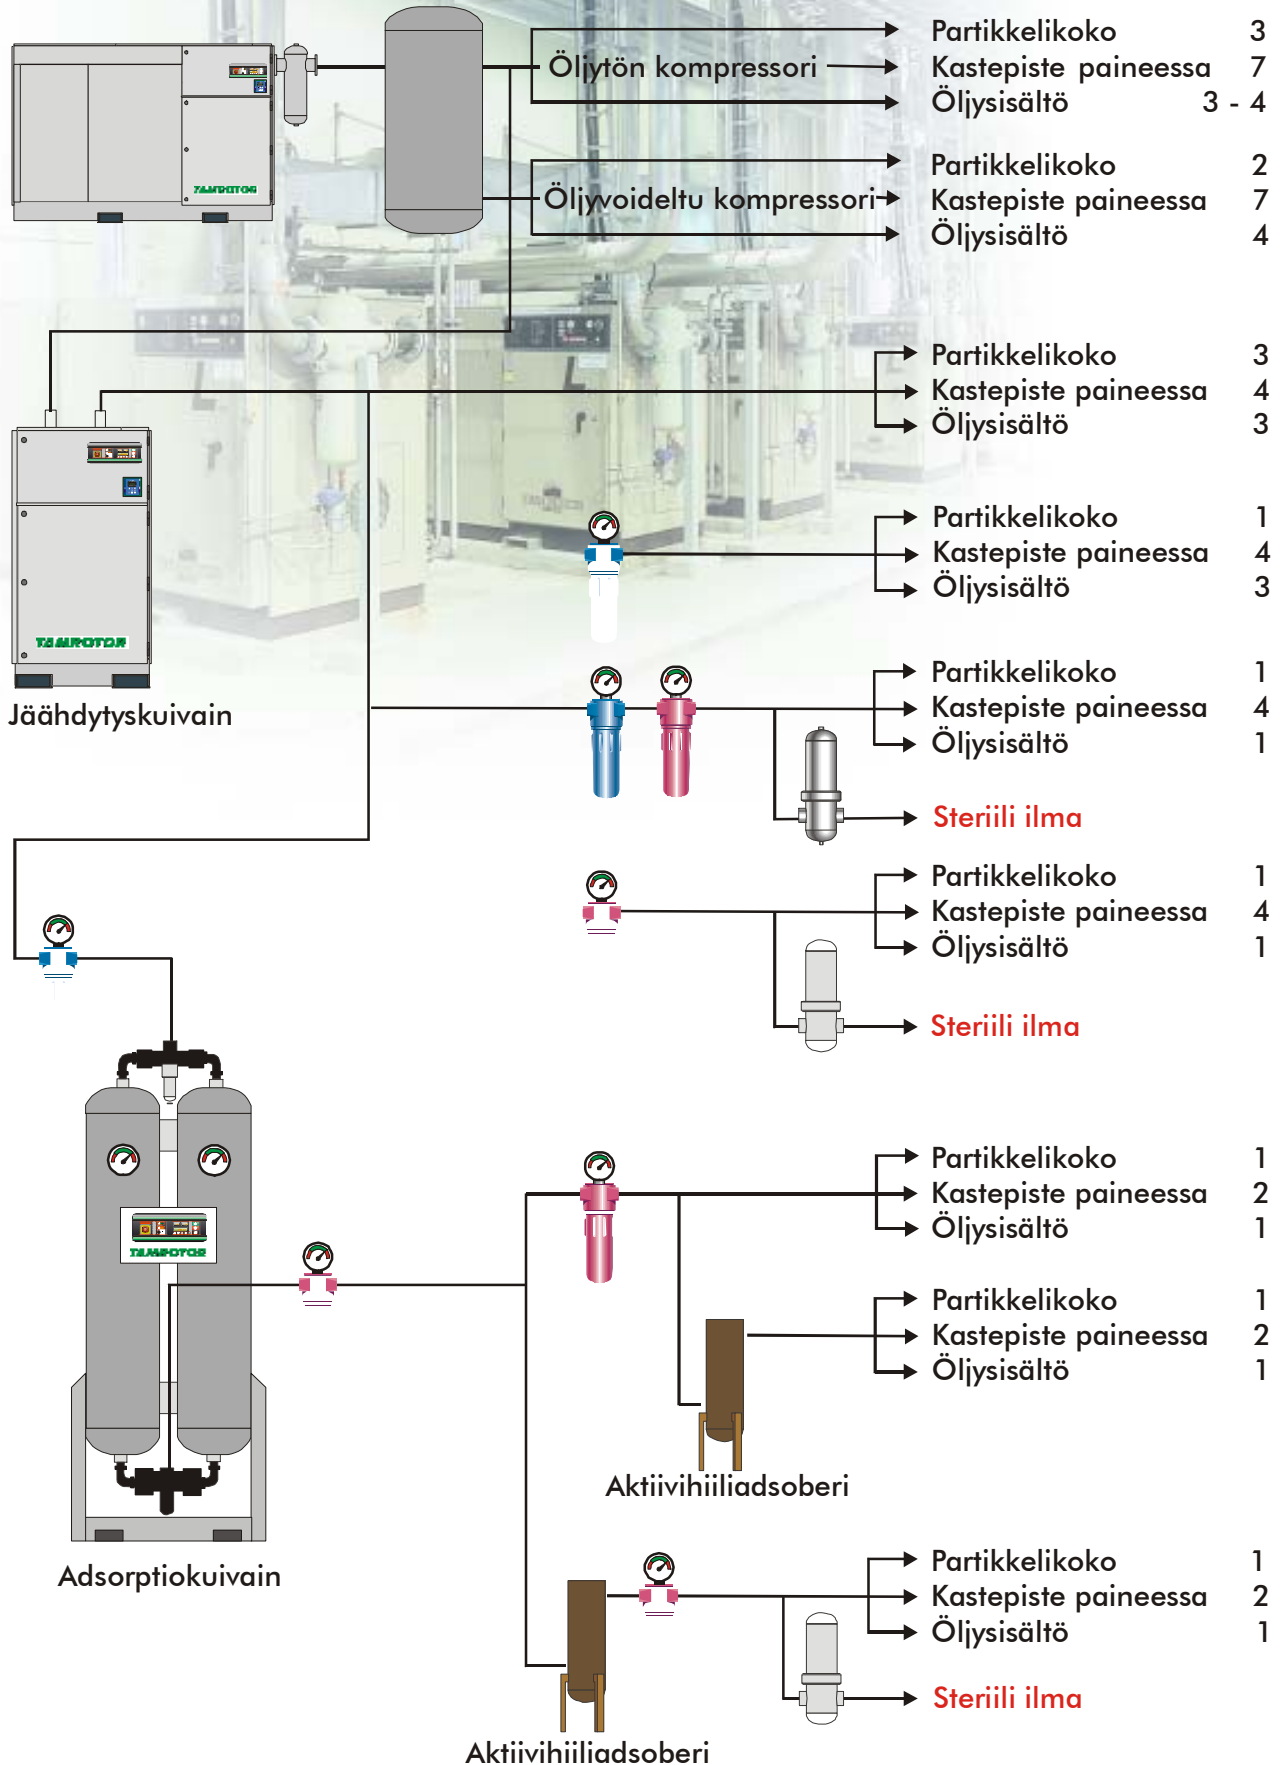 Partikkelikoko 3
Öljytön kompressori Kastepiste paineessa 7
Öljysisältö 3 - 4
TAMROTOR
Partikkelikoko 2
Öljyvoideltu kompressori Kastepiste paineessa 7
Öljysisältö 4
Partikkelikoko 3
Kastepiste paineessa 4
Öljysisältö 3
Partikkelikoko 1
Kastepiste paineessa 4
Öljysisältö 3
TAMROTOR
Jäähdytyskuivain
Partikkelikoko 1
Kastepiste paineessa 4
Öljysisältö 1
Steriili ilma
Partikkelikoko 1
Kastepiste paineessa 4
Öljysisältö 1
Steriili ilma
Partikkelikoko 1
Kastepiste paineessa 2
Öljysisältö 1
TAMROTOR
Partikkelikoko 1
Kastepiste paineessa 2
Öljysisältö 1
Aktiivihiiliadsoberi
Adsorptiokuivain
Partikkelikoko 1
Kastepiste paineessa 2
Öljysisältö 1
Steriili ilma
Aktiivihiiliadsoberi